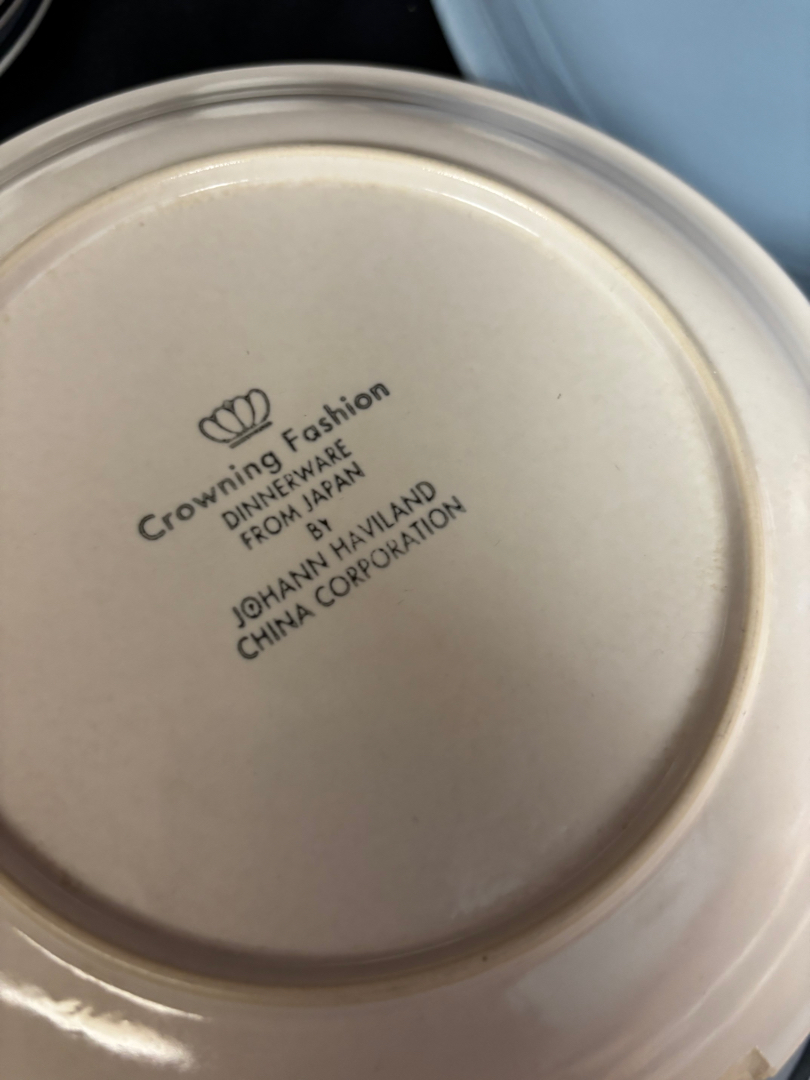 Crowning Fashion
DINNERWARE
FROM JAPAN
BY
JOHANN HAVILAND
CHINA CORPORATION